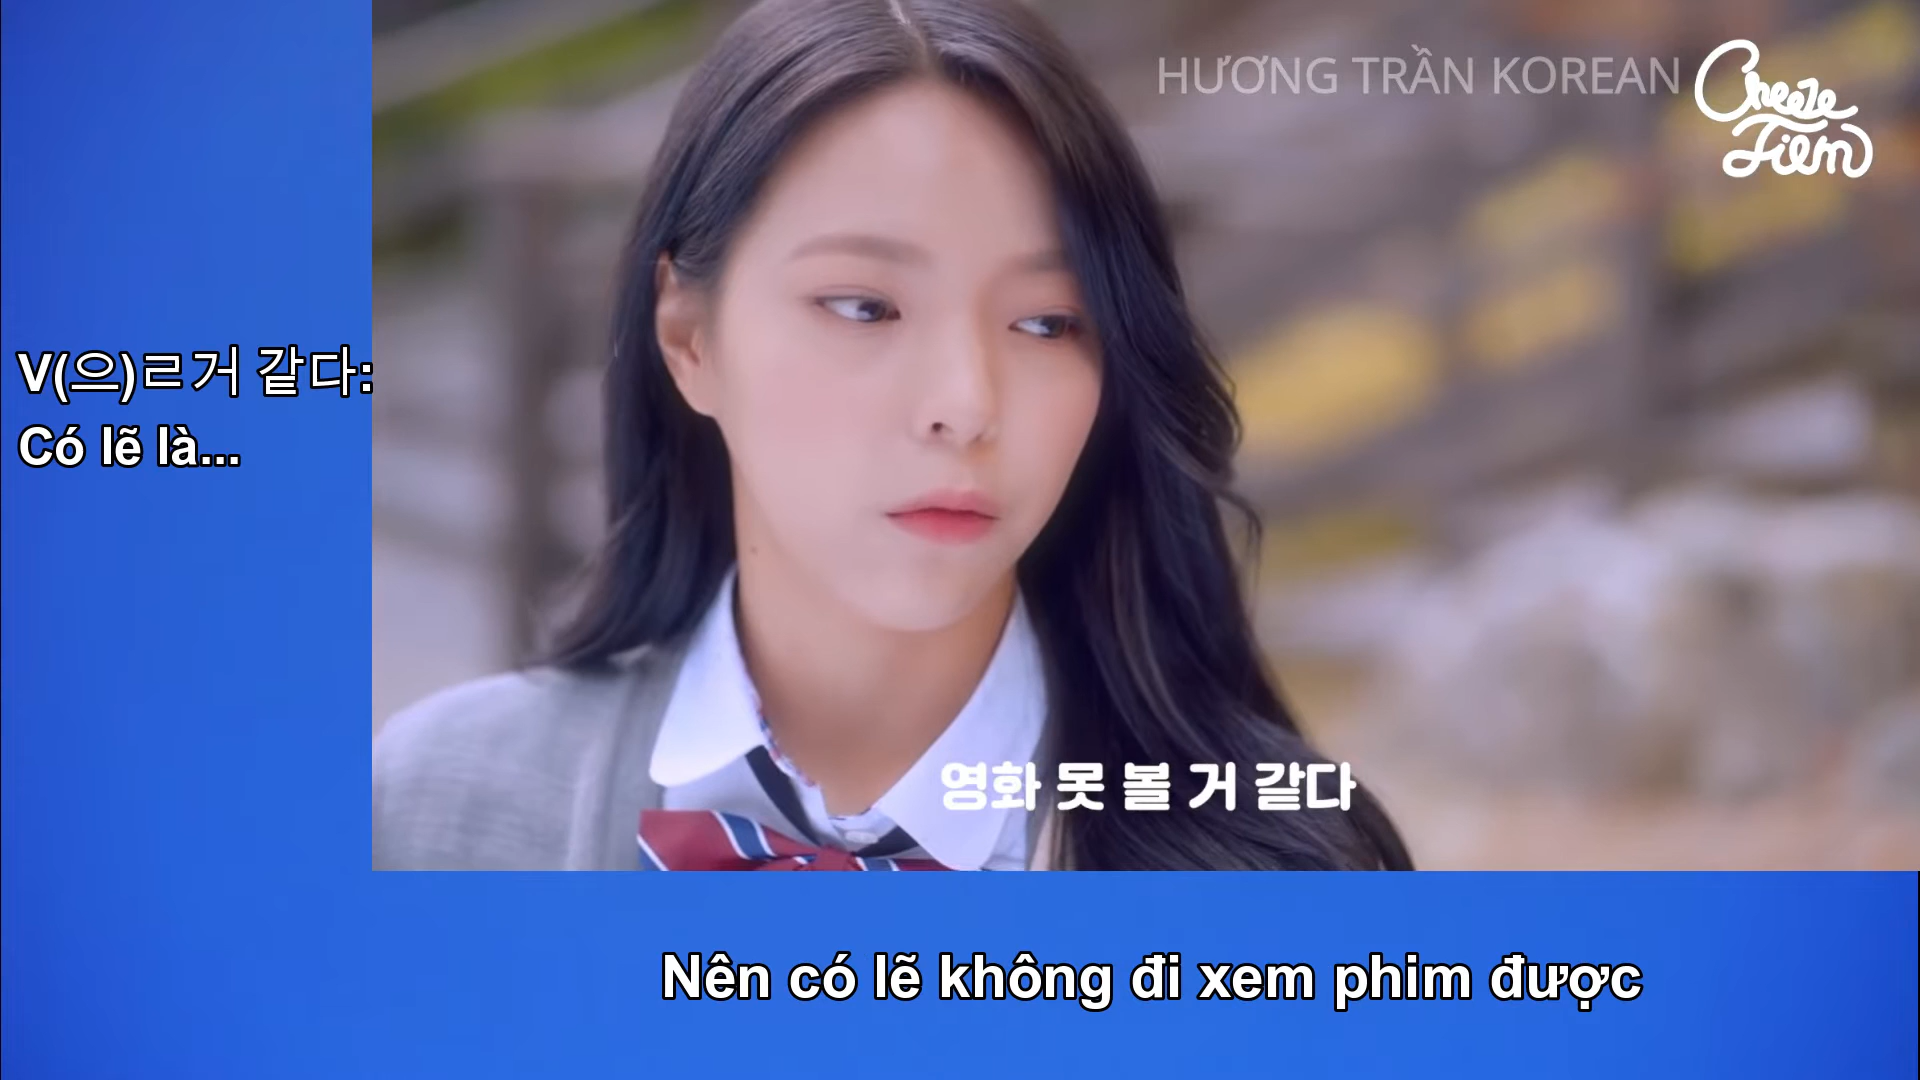 HƯƠNG TRẦN KOREAN
Cheeze
Film
V(으)ㄹ거 같다:
Có lẽ là...
영화 못 볼 거 같다
Nên có lẽ không đi xem phim được